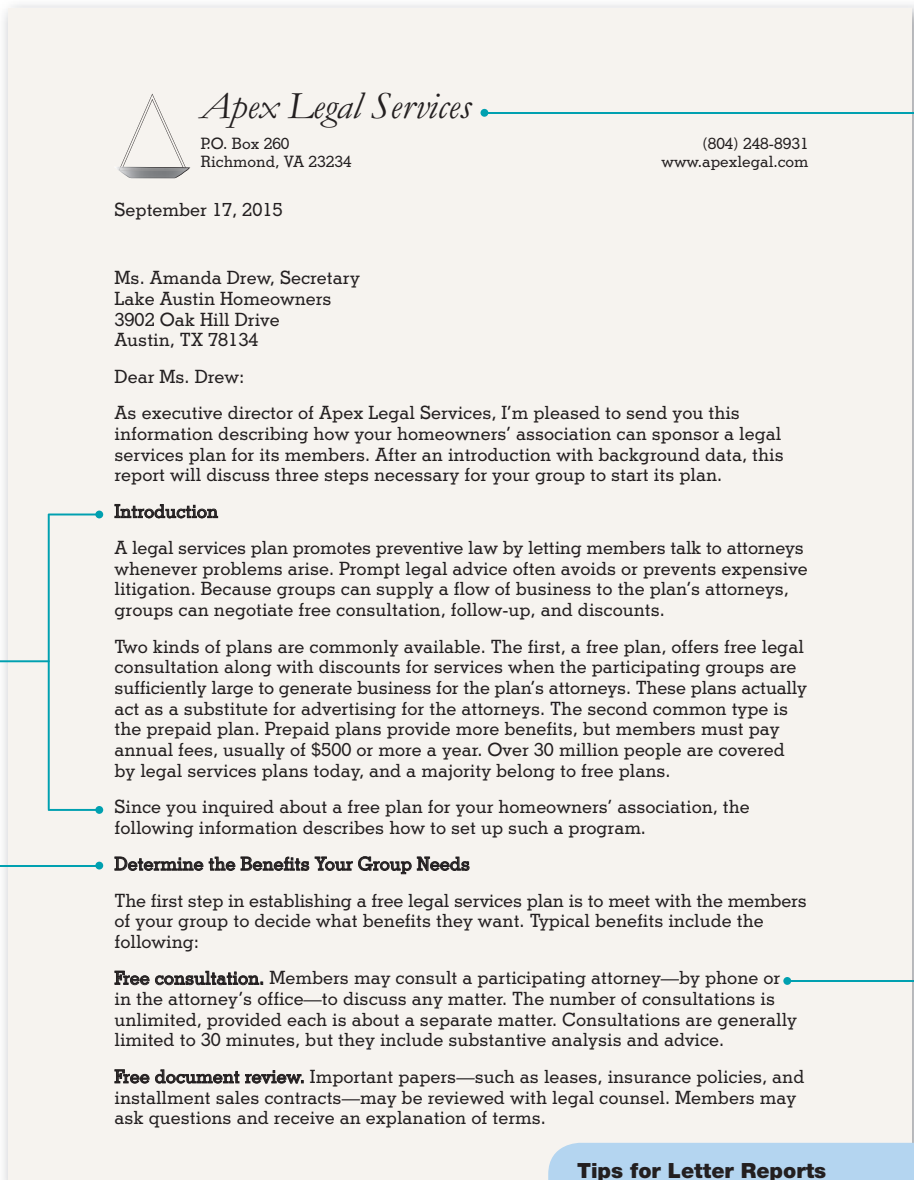 Apex Legal Services
P.O. Box 260
Richmond, VA 23234
(804) 248-8931
www.apexlegal.com
September 17, 2015
Ms. Amanda Drew, Secretary
Lake Austin Homeowners
3902 Oak Hill Drive
Austin, TX 78134
Dear Ms. Drew:
As executive director of Apex Legal Services, I’m pleased to send you this
information describing how your homeowners’ association can sponsor a legal
services plan for its members. After an introduction with background data, this
report will discuss three steps necessary for your group to start its plan.
Introduction
A legal services plan promotes preventive law by letting members talk to attorneys
whenever problems arise. Prompt legal advice often avoids or prevents expensive
litigation. Because groups can supply a flow of business to the plan’s attorneys,
groups can negotiate free consultation, follow-up, and discounts.
Two kinds of plans are commonly available. The first, a free plan, offers free legal
consultation along with discounts for services when the participating groups are
sufficiently large to generate business for the plan’s attorneys. These plans actually
act as a substitute for advertising for the attorneys. The second common type is
the prepaid plan. Prepaid plans provide more benefits, but members must pay
annual fees, usually of $500 or more a year. Over 30 million people are covered
by legal services plans today, and a majority belong to free plans.
Since you inquired about a free plan for your homeowners’ association, the
following information describes how to set up such a program.
Determine the Benefits Your Group Needs
The first step in establishing a free legal services plan is to meet with the members
of your group to decide what benefits they want. Typical benefits include the
following:
Free consultation. Members may consult a participating attorney—by phone or
in the attorney’s office—to discuss any matter. The number of consultations is
unlimited, provided each is about a separate matter. Consultations are generally
limited to 30 minutes, but they include substantive analysis and advice.
Free document review. Important papers—such as leases, insurance policies, and
installment sales contracts—may be reviewed with legal counsel. Members may
ask questions and receive an explanation of terms.
Tips for Letter Reports